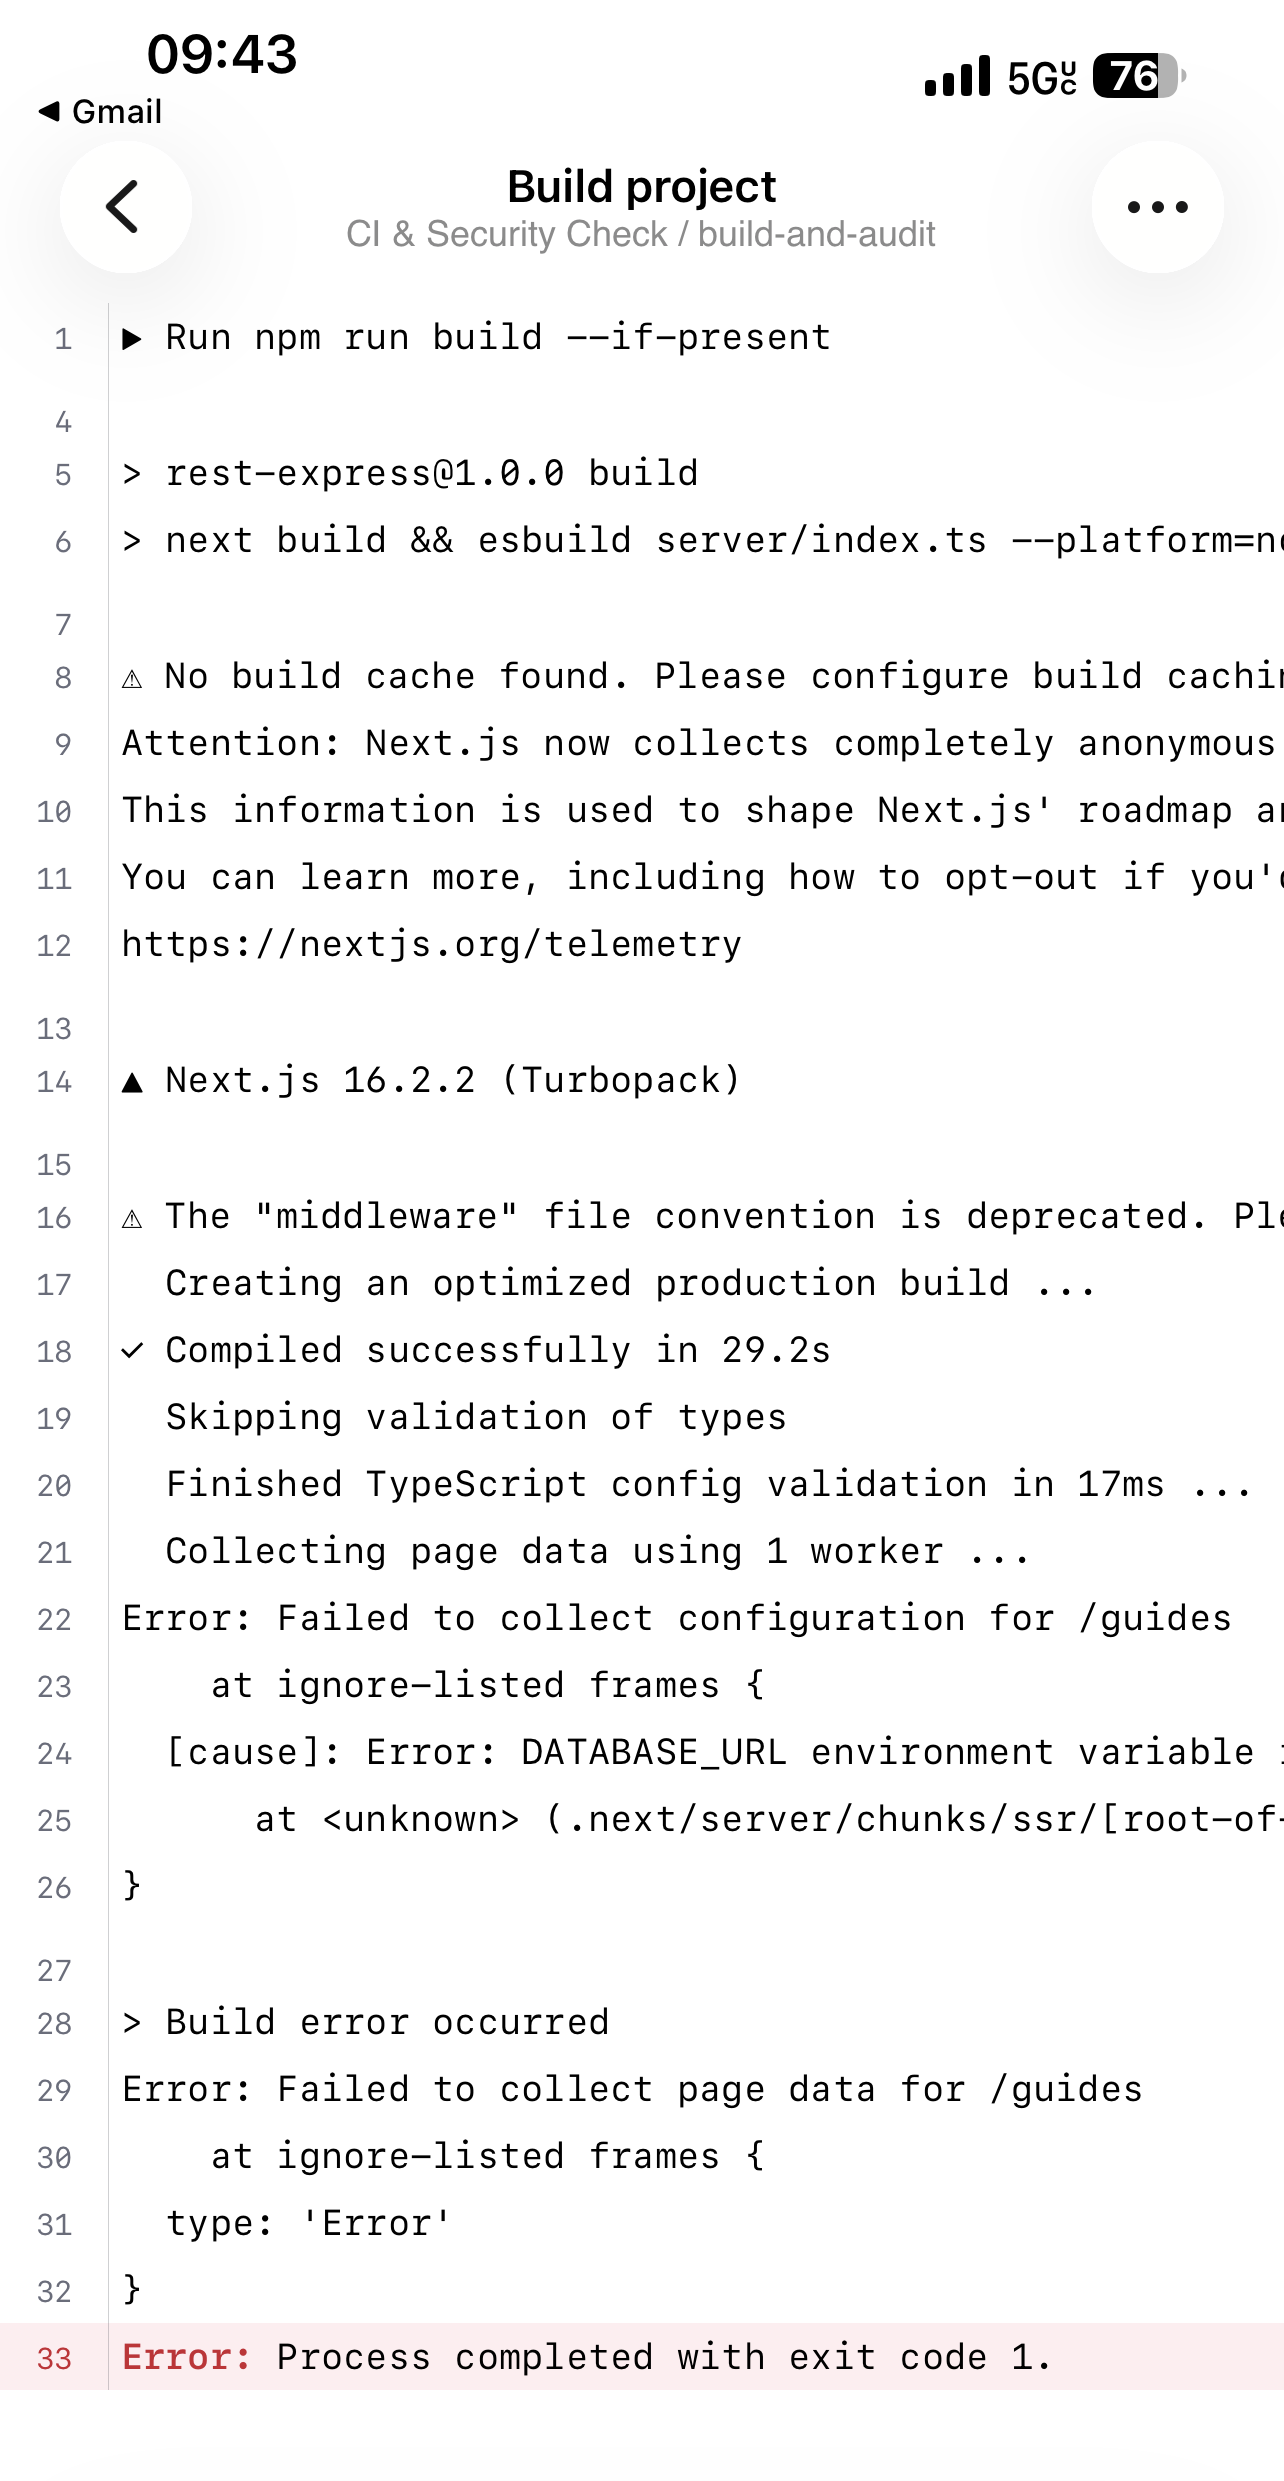 09:43
5G UC 76
◀ Gmail
Build project
CI & Security Check / build-and-audit
1 ▶ Run npm run build --if-present
4
5 > rest-express@1.0.0 build
6 > next build && esbuild server/index.ts --platform=
7
8 ⚠ No build cache found. Please configure build
9 Attention: Next.js now collects completely anonymous
10 This information is used to shape Next.js' roadmap
11 You can learn more, including how to opt-out if
12 https://nextjs.org/telemetry
13
14 ▲ Next.js 16.2.2 (Turbopack)
15
16 ⚠ The "middleware" file convention is deprecated.
17 Creating an optimized production build ...
18 ✓ Compiled successfully in 29.2s
19 Skipping validation of types
20 Finished TypeScript config validation in 17ms ...
21 Collecting page data using 1 worker ...
22 Error: Failed to collect configuration for /guides
23 at ignore-listed frames {
24 [cause]: Error: DATABASE_URL environment variable
25 at <unknown> (.next/server/chunks/ssr/[root-of-
26 }
27
28 > Build error occurred
29 Error: Failed to collect page data for /guides
30 at ignore-listed frames {
31 type: 'Error'
32 }
33 Error: Process completed with exit code 1.